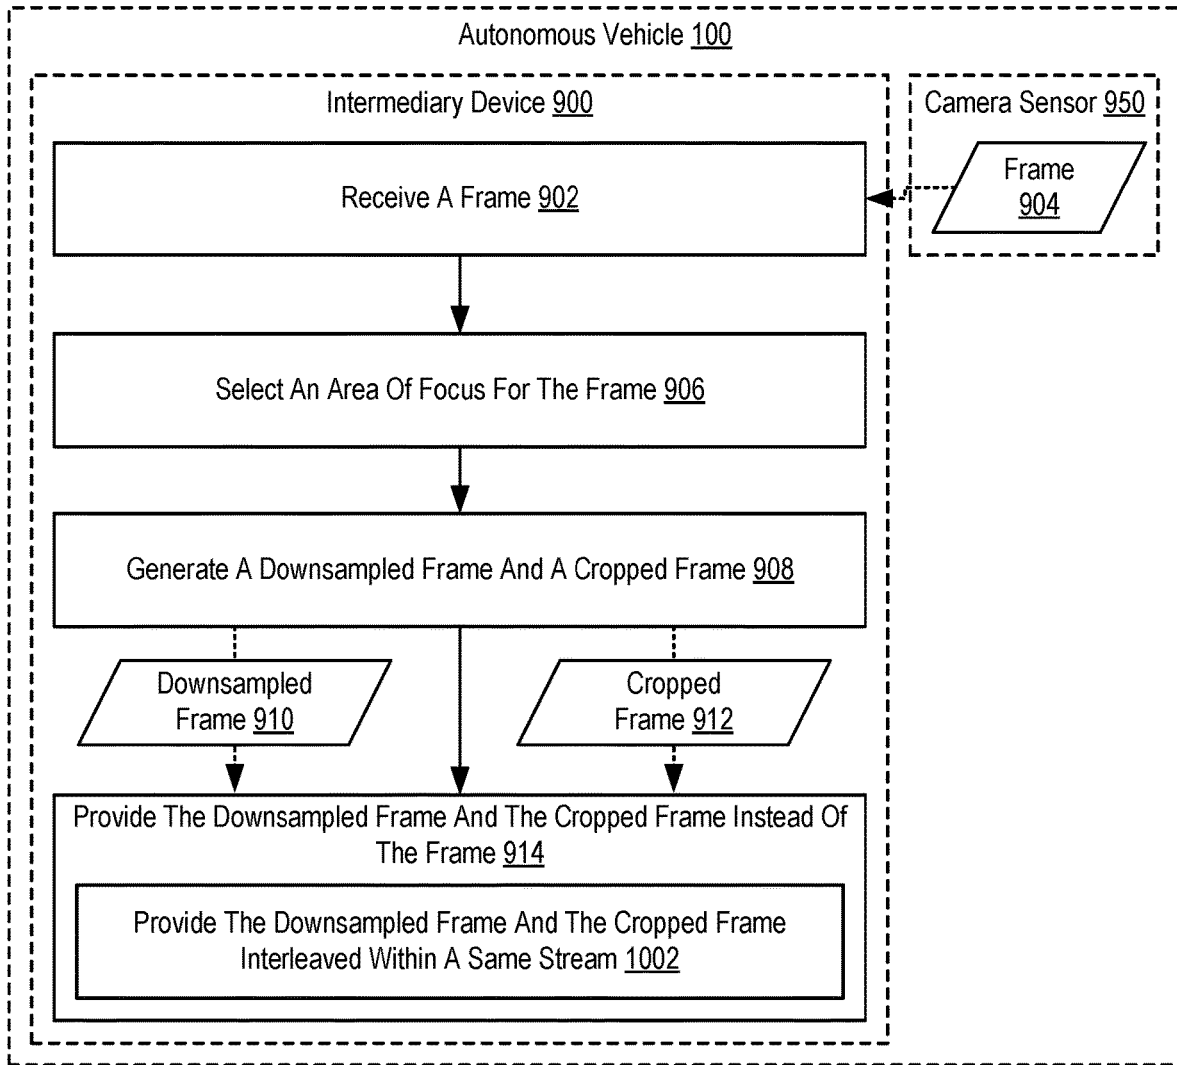 Autonomous Vehicle 100
Intermediary Device 900
Camera Sensor 950
Receive A Frame 902
Frame
904
Select An Area Of Focus For The Frame 906
Generate A Downsampled Frame And A Cropped Frame 908
Downsampled
Frame 910
Cropped
Frame 912
Provide The Downsampled Frame And The Cropped Frame Instead Of
The Frame 914
Provide The Downsampled Frame And The Cropped Frame
Interleaved Within A Same Stream 1002